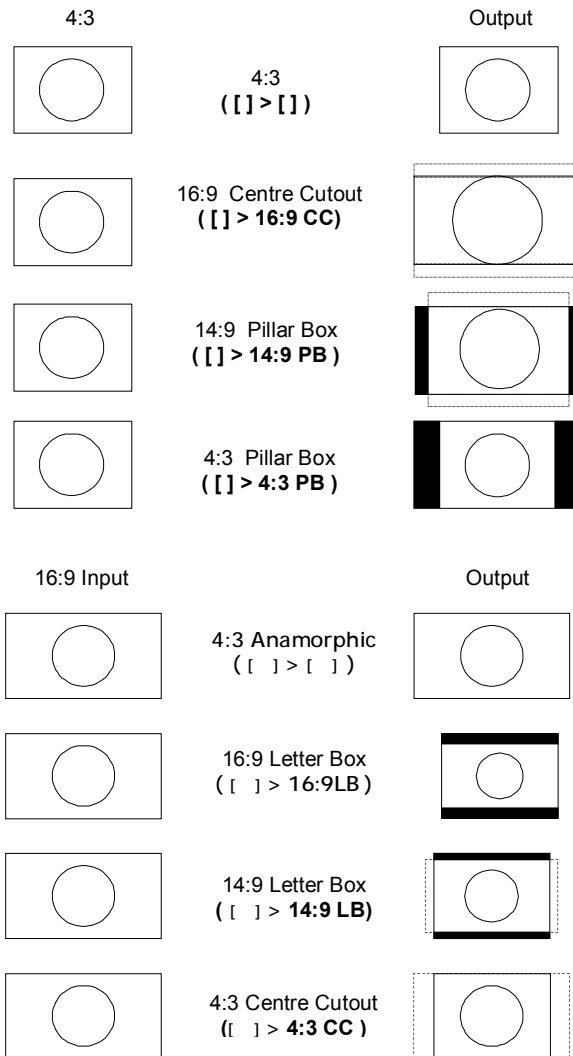 4:3 Output
4:3
( [ ] > [ ] )
16:9 Centre Cutout
( [ ] > 16:9 CC)
14:9 Pillar Box
( [ ] > 14:9 PB )
4:3 Pillar Box
( [ ] > 4:3 PB )
16:9 Input Output
4:3 Anamorphic
( [ ] > [ ] )
16:9 Letter Box
( [ ] > 16:9LB )
14:9 Letter Box
( [ ] > 14:9 LB)
4:3 Centre Cutout
([ ] > 4:3 CC )